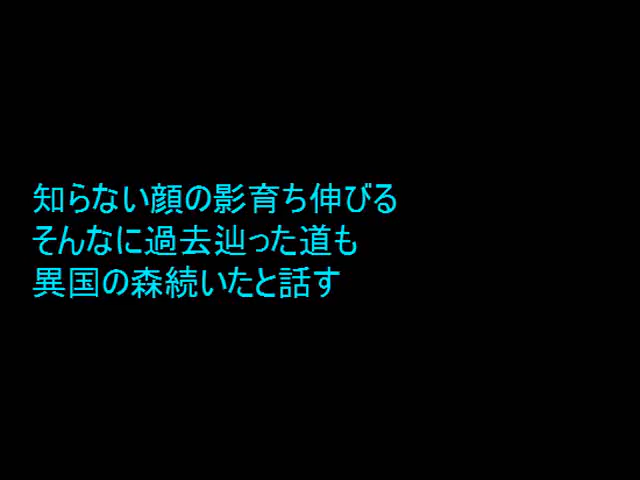 知らない顔の影育ち伸びる
そんなに過去辿った道も
異国の森続いたと話す